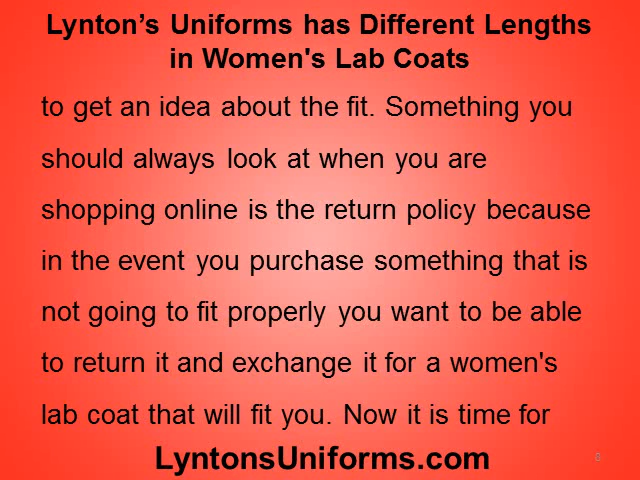 Lynton’s Uniforms has Different Lengths
in Women's Lab Coats
to get an idea about the fit. Something you
should always look at when you are
shopping online is the return policy because
in the event you purchase something that is
not going to fit properly you want to be able
to return it and exchange it for a women's
lab coat that will fit you. Now it is time for
LyntonsUniforms.com
8